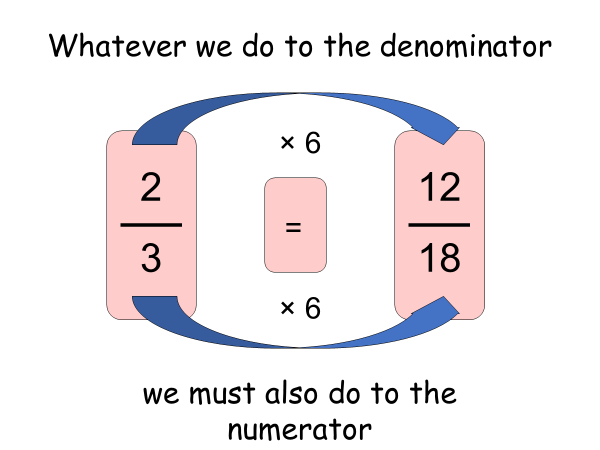 Whatever we do to the denominator
× 6
2
3
=
12
18
× 6
we must also do to the
numerator